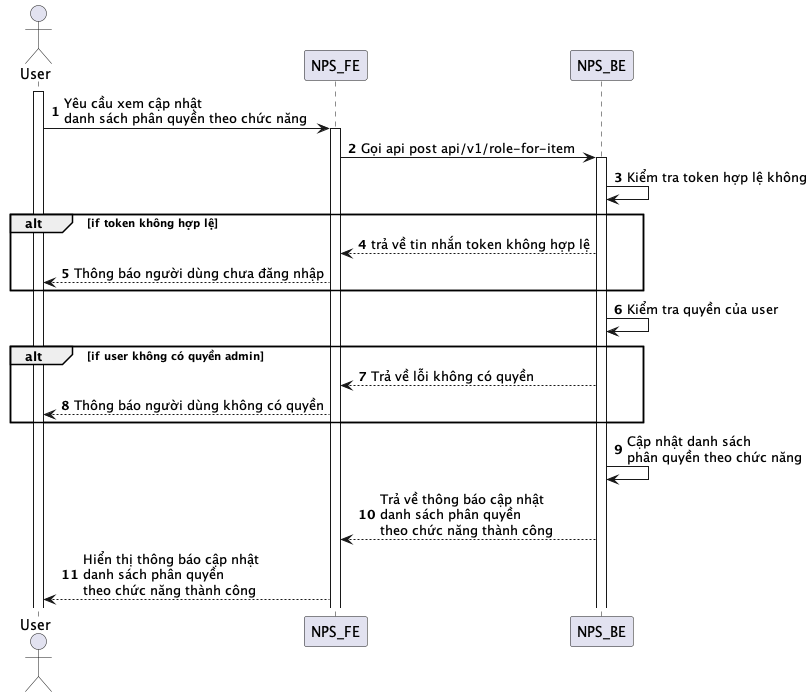 User
NPS_FE
NPS_BE
1 Yêu cầu xem cập nhật
danh sách phân quyền theo chức năng
2 Gọi api post api/v1/role-for-item
3 Kiểm tra token hợp lệ không
alt [if token không hợp lệ]
4 trả về tin nhắn token không hợp lệ
5 Thông báo người dùng chưa đăng nhập
6 Kiểm tra quyền của user
alt [if user không có quyền admin]
7 Trả về lỗi không có quyền
8 Thông báo người dùng không có quyền
9 Cập nhật danh sách
phân quyền theo chức năng
10 Trả về thông báo cập nhật
danh sách phân quyền
theo chức năng thành công
11 Hiển thị thông báo cập nhật
danh sách phân quyền
theo chức năng thành công
User
NPS_FE
NPS_BE